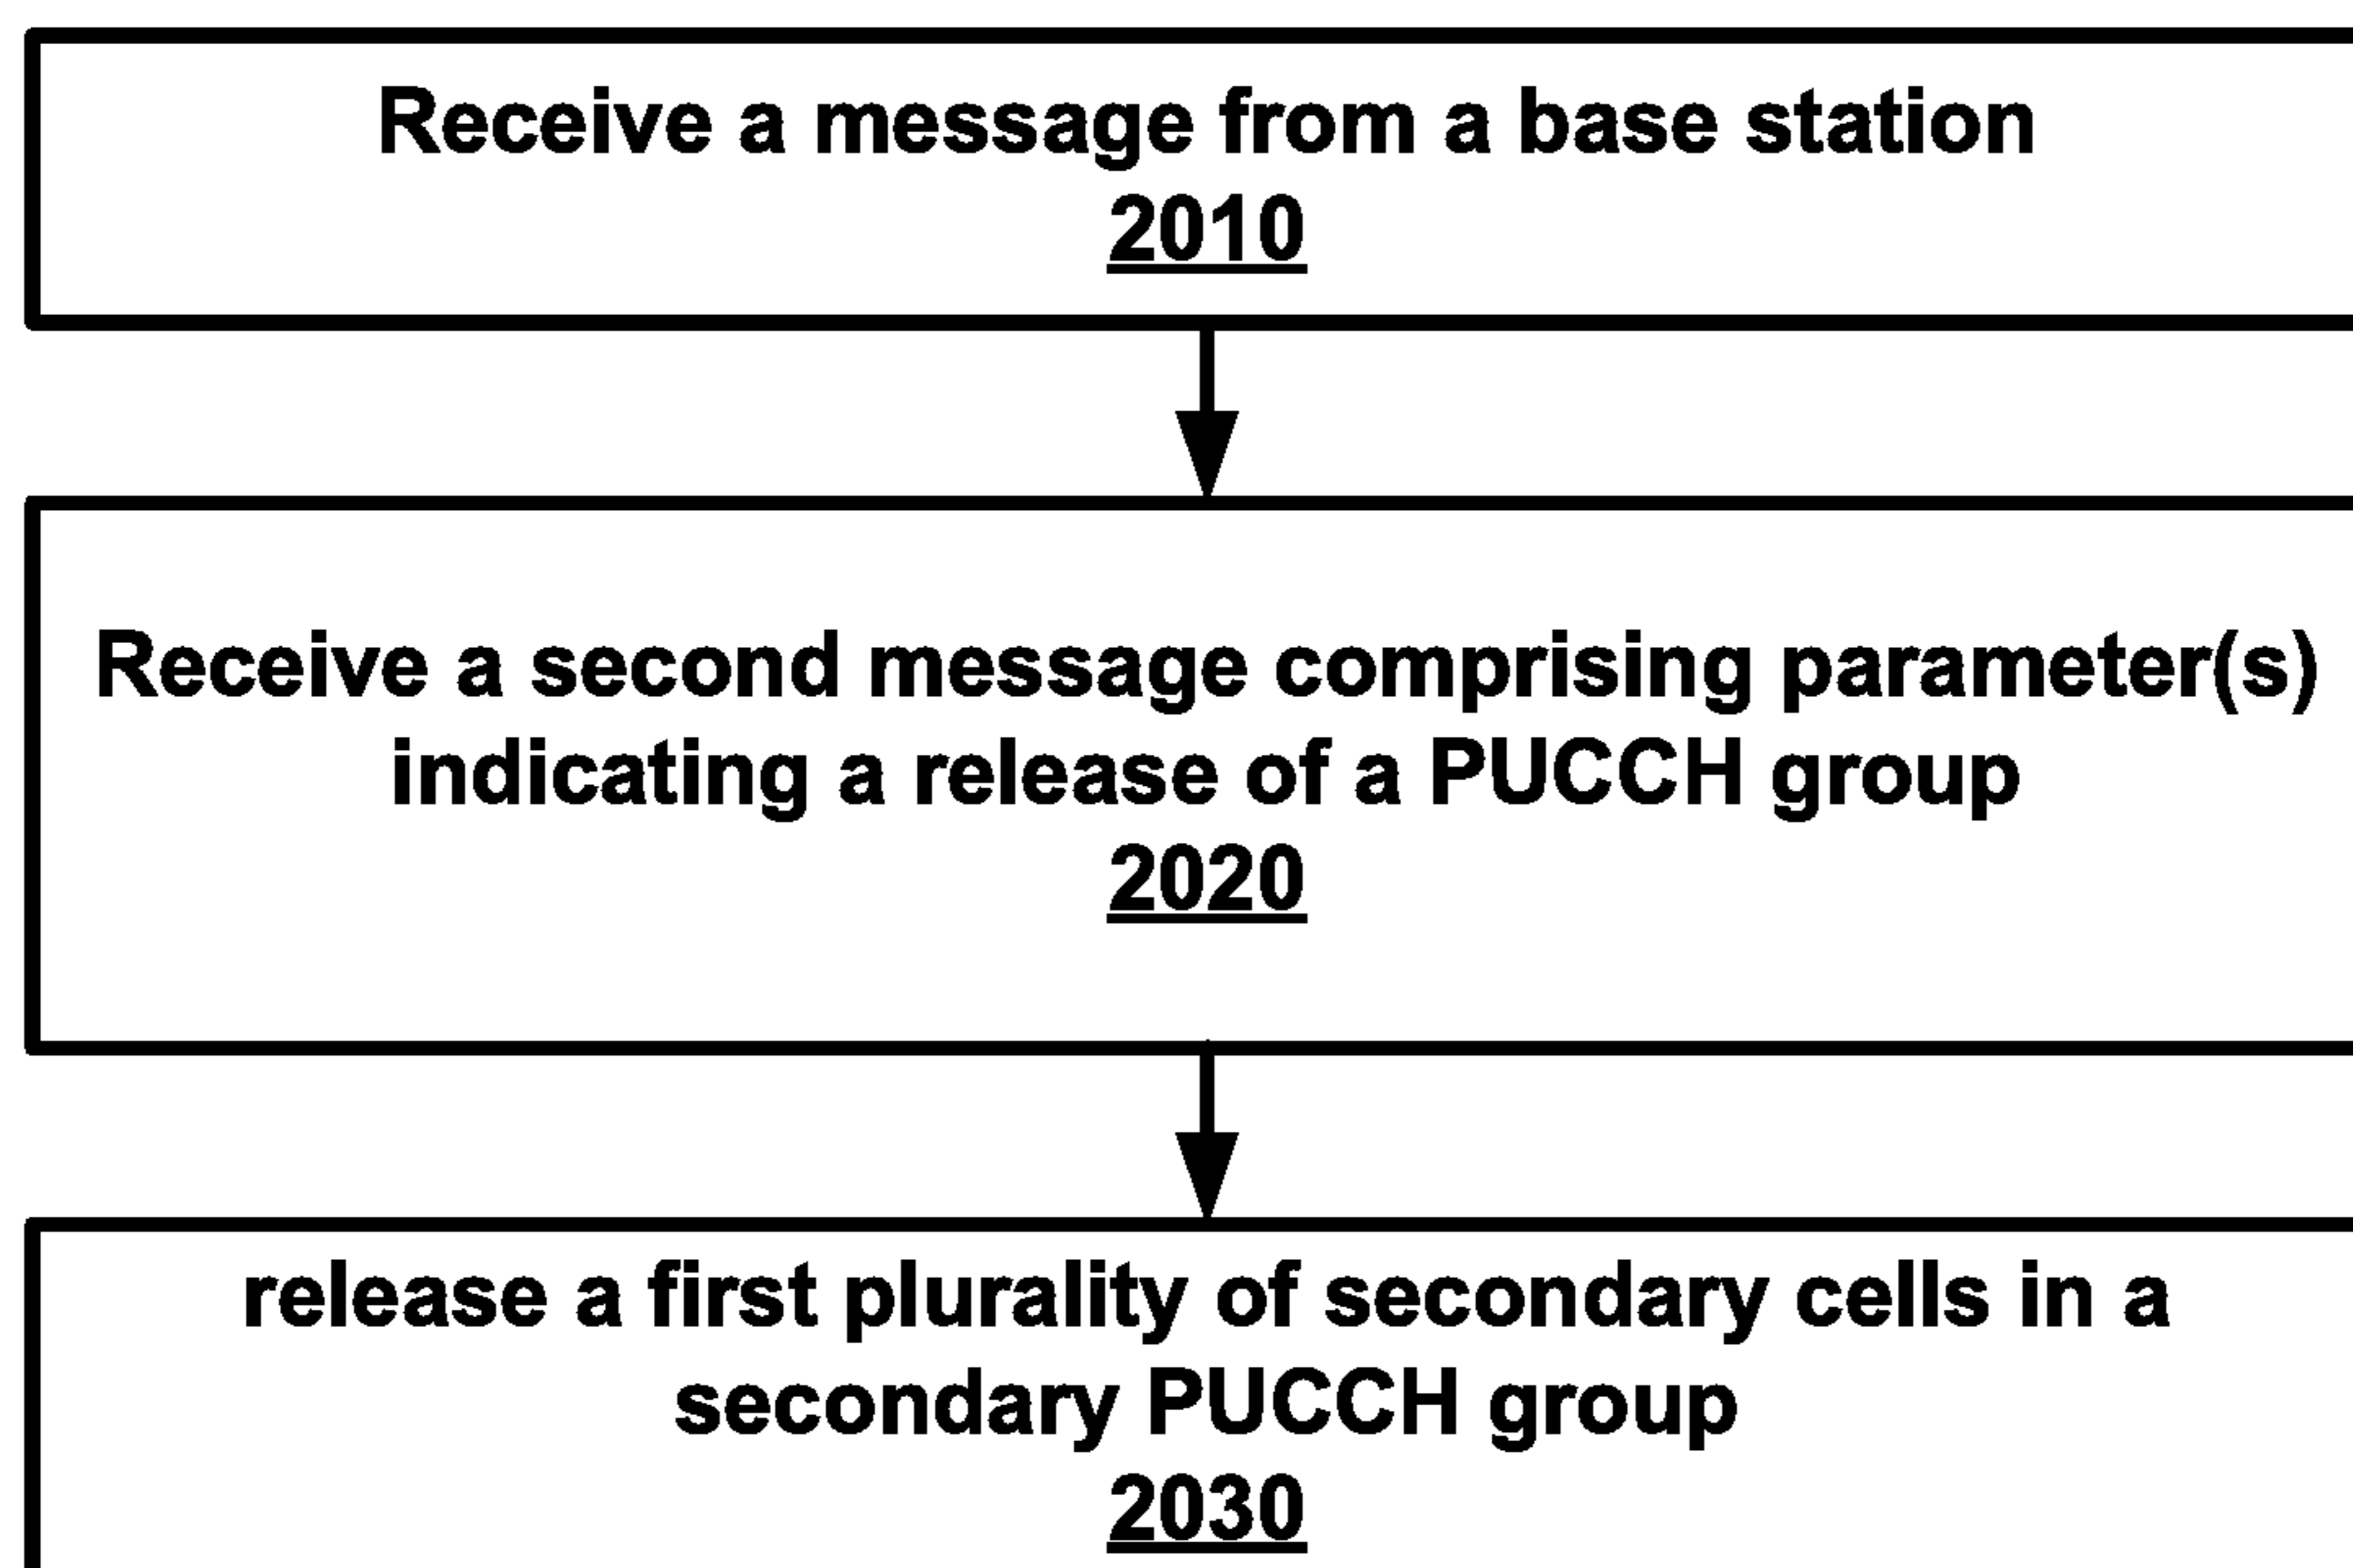 Receive a message from a base station
2010
Receive a second message comprising parameter(s)
indicating a release of a PUCCH group
2020
release a first plurality of secondary cells in a
secondary PUCCH group
2030